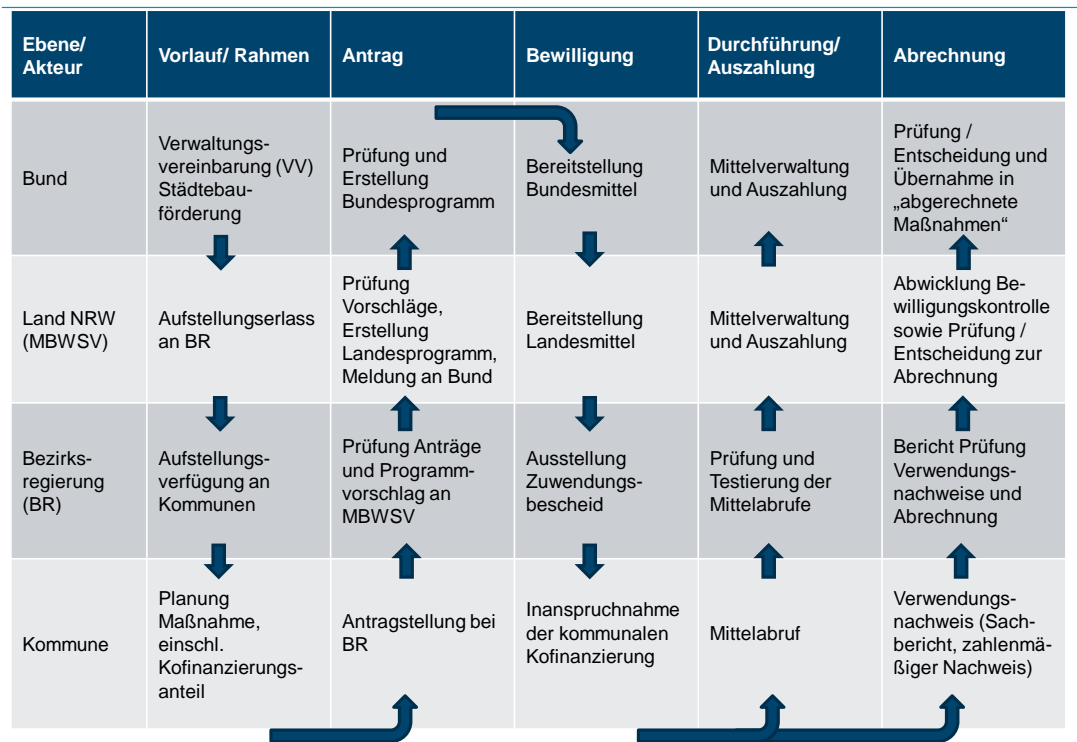 Ebene/
Akteur
Vorlauf/ Rahmen
Antrag
Bewilligung
Durchführung/
Auszahlung
Abrechnung
Bund
Verwaltungs-
vereinbarung (VV)
Städtebau-
förderung
Prüfung und
Erstellung
Bundesprogramm
Bereitstellung
Bundesmittel
Mittelverwaltung
und Auszahlung
Prüfung /
Entscheidung und
Übernahme in
„abgerechnete
Maßnahmen“
Land NRW
(MBWSV)
Aufstellungserlass
an BR
Prüfung
Vorschläge,
Erstellung
Landesprogramm,
Meldung an Bund
Bereitstellung
Landesmittel
Mittelverwaltung
und Auszahlung
Abwicklung Be-
willigungskontrolle
sowie Prüfung /
Entscheidung zur
Abrechnung
Bezirks-
regierung
(BR)
Aufstellungs-
verfügung an
Kommunen
Prüfung Anträge
und Programm-
vorschlag an
MBWSV
Ausstellung
Zuwendungs-
bescheid
Prüfung und
Testierung der
Mittelabrufe
Bericht Prüfung
Verwendungs-
nachweise und
Abrechnung
Kommune
Planung
Maßnahme,
einschl.
Kofinanzierungs-
anteil
Antragstellung bei
BR
Inanspruchnahme
der kommunalen
Kofinanzierung
Mittelabruf
Verwendungs-
nachweis (Sach-
bericht, zahlenmä-
ßiger Nachweis)